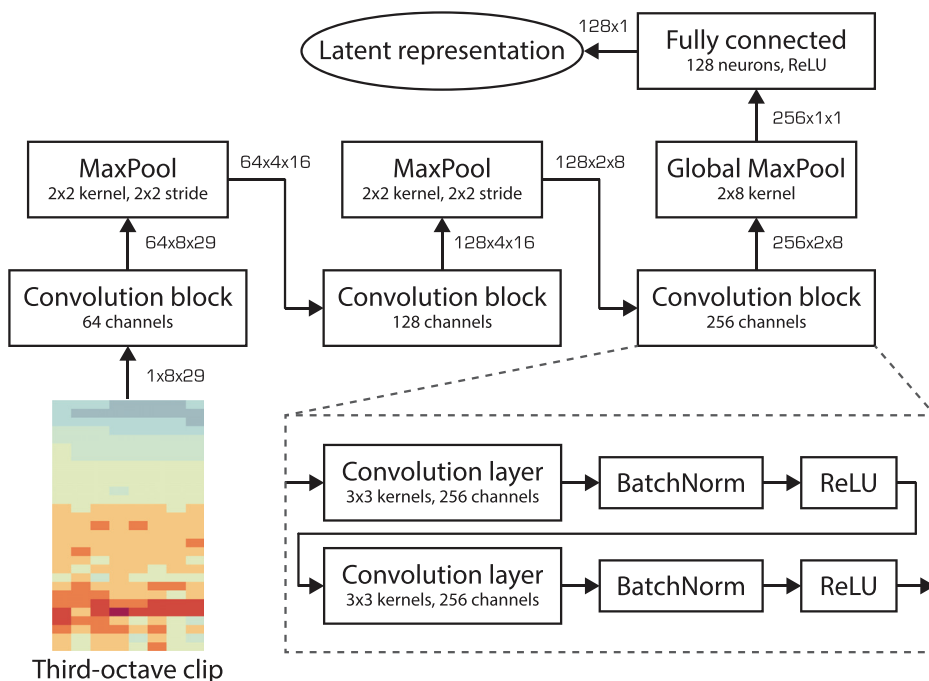 128x1
Latent representation
Fully connected
128 neurons, ReLU
256x1x1
MaxPool
2x2 kernel, 2x2 stride
64x4x16
MaxPool
2x2 kernel, 2x2 stride
128x2x8
Global MaxPool
2x8 kernel
64x8x29
128x4x16
256x2x8
Convolution block
64 channels
Convolution block
128 channels
Convolution block
256 channels
1x8x29
Convolution layer
3x3 kernels, 256 channels
BatchNorm
ReLU
Convolution layer
3x3 kernels, 256 channels
BatchNorm
ReLU
Third-octave clip